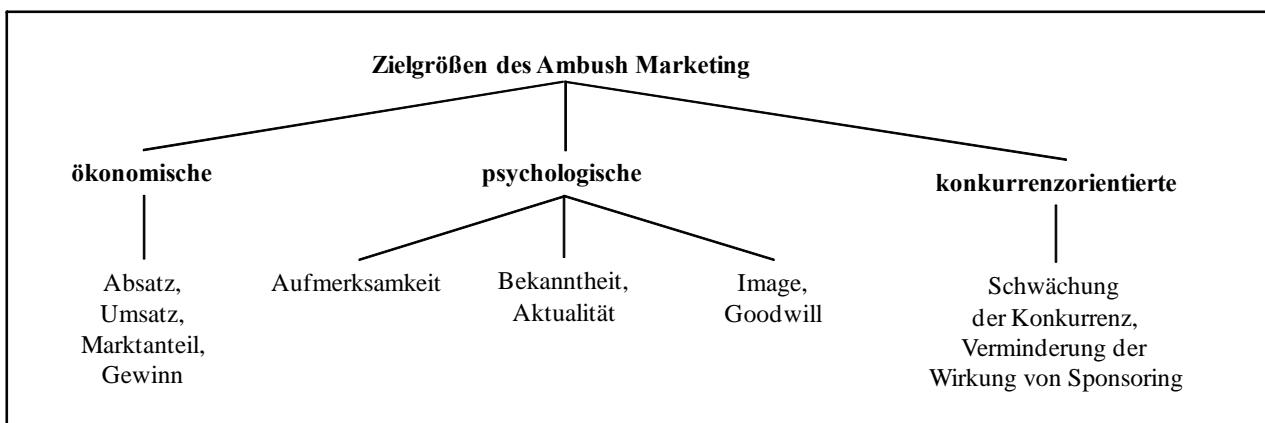 Zielgrößen des Ambush Marketing
ökonomische
psychologische
konkurrenzorientierte
Absatz,
Umsatz,
Marktanteil,
Gewinn
Aufmerksamkeit
Bekanntheit,
Aktualität
Image,
Goodwill
Schwächung
der Konkurrenz,
Verminderung der
Wirkung von Sponsoring